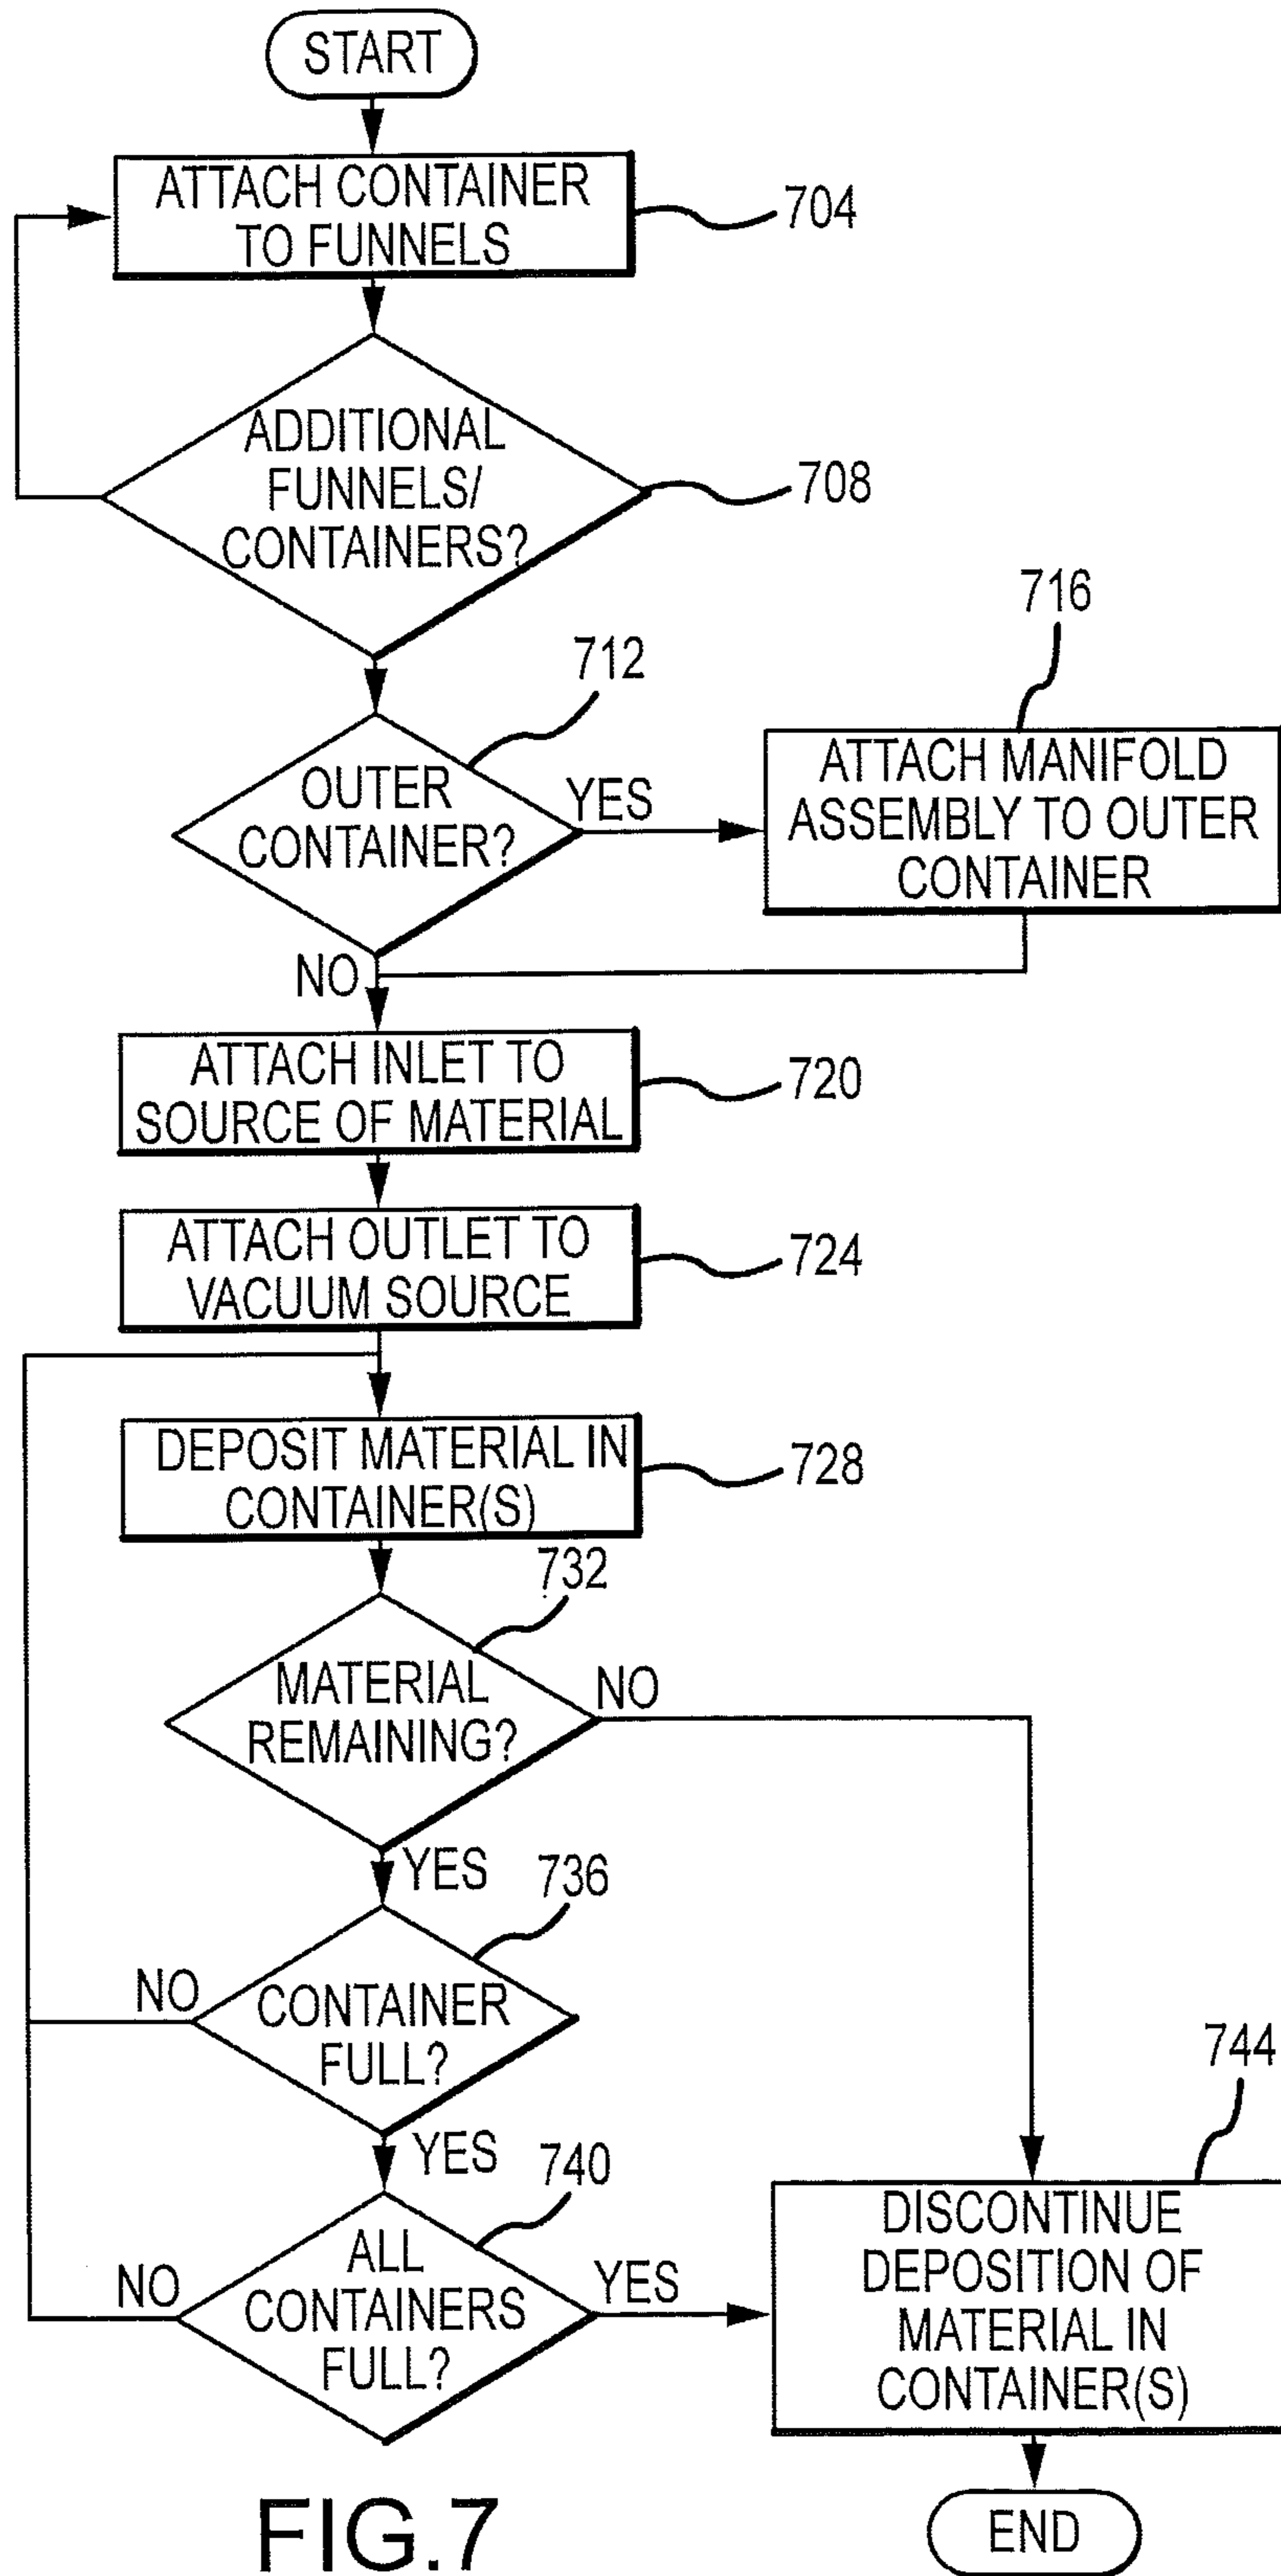 START
ATTACH CONTAINER
TO FUNNELS
704
ADDITIONAL
FUNNELS/
CONTAINERS?
708
712
716
OUTER
CONTAINER?
YES
ATTACH MANIFOLD
ASSEMBLY TO OUTER
CONTAINER
NO
ATTACH INLET TO
SOURCE OF MATERIAL
720
ATTACH OUTLET TO
VACUUM SOURCE
724
DEPOSIT MATERIAL IN
CONTAINER(S)
728
732
MATERIAL
REMAINING?
NO
YES
736
NO
CONTAINER
FULL?
YES
740
744
NO
ALL
CONTAINERS
FULL?
YES
DISCONTINUE
DEPOSITION OF
MATERIAL IN
CONTAINER(S)
END
FIG.7